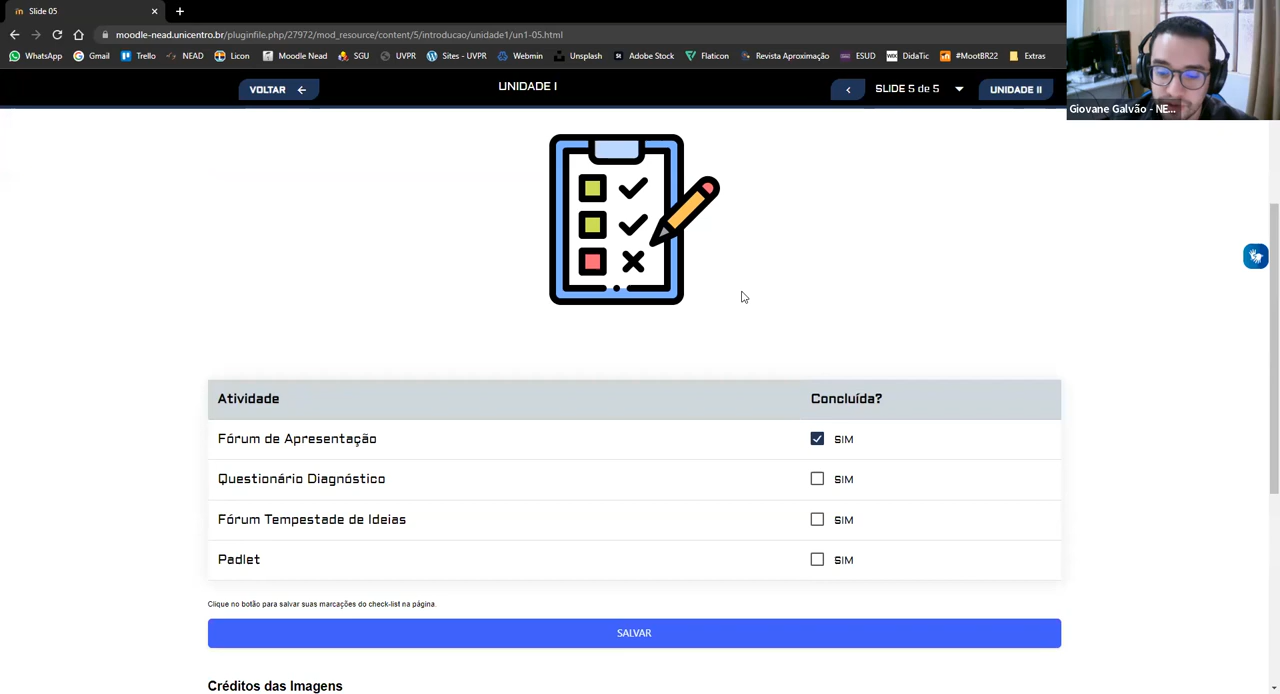 Slide 05
moodle-nead.unicentro.br/pluginfile.php/27972/mod_resource/content/5/introducao/unidade1/un1-05.html
WhatsApp Gmail Trello NEAD Licon Moodle Nead SGU UVPR Sites - UVPR Webmin Unsplash Adobe Stock Flaticon Revista Aproximação ESUD DidaTic #MootBR22 Extras
Giovane Galvão - NE...
VOLTAR
UNIDADE I
SLIDE 5 de 5
UNIDADE II
Atividade Concluída?
Fórum de Apresentação SIM
Questionário Diagnóstico SIM
Fórum Tempestade de Ideias SIM
Padlet SIM
Clique no botão para salvar suas marcações do check-list na página.
SALVAR
Créditos das Imagens